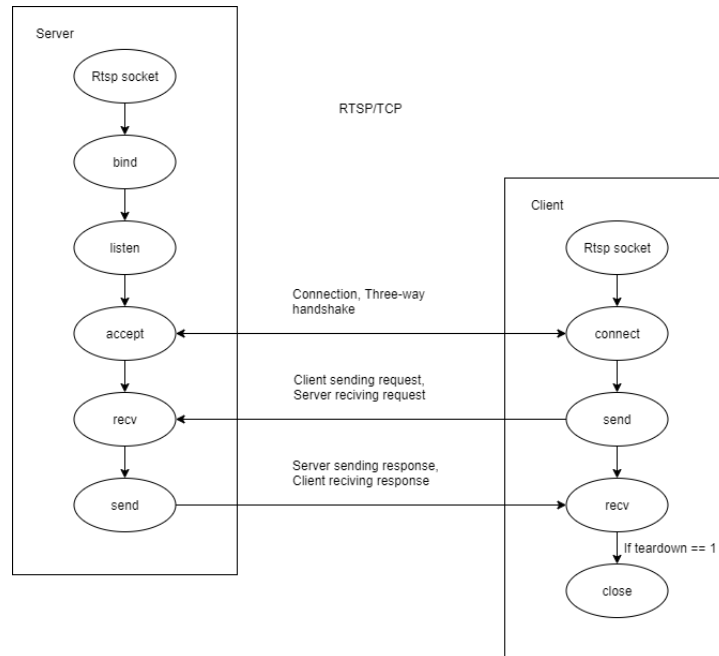 Server
Rtsp socket
RTSP/TCP
bind
Client
listen
Rtsp socket
Connection, Three-way
handshake
accept
connect
Client sending request,
Server reciving request
recv
send
Server sending response,
Client reciving response
send
recv
If teardown == 1
close